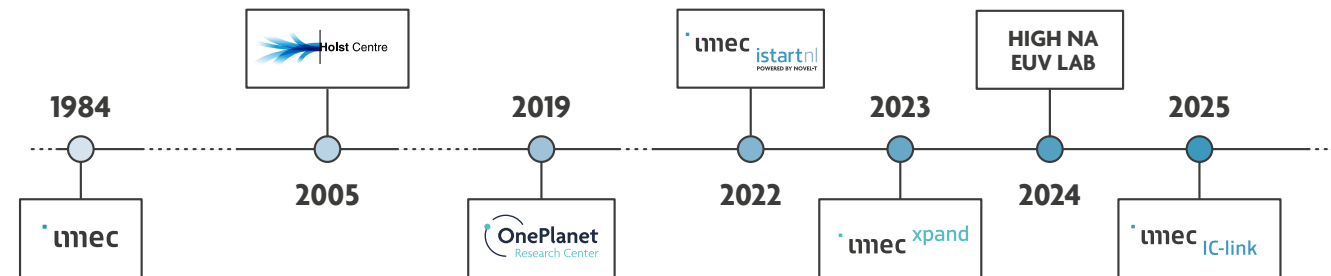 1984
imec
Holst Centre
2005
2019
OnePlanet
Research Center
imec
istartnl
POWERED BY NOVEL-T
2022
2023
imec xpand
HIGH NA
EUV LAB
2024
2025
imec
IC-link